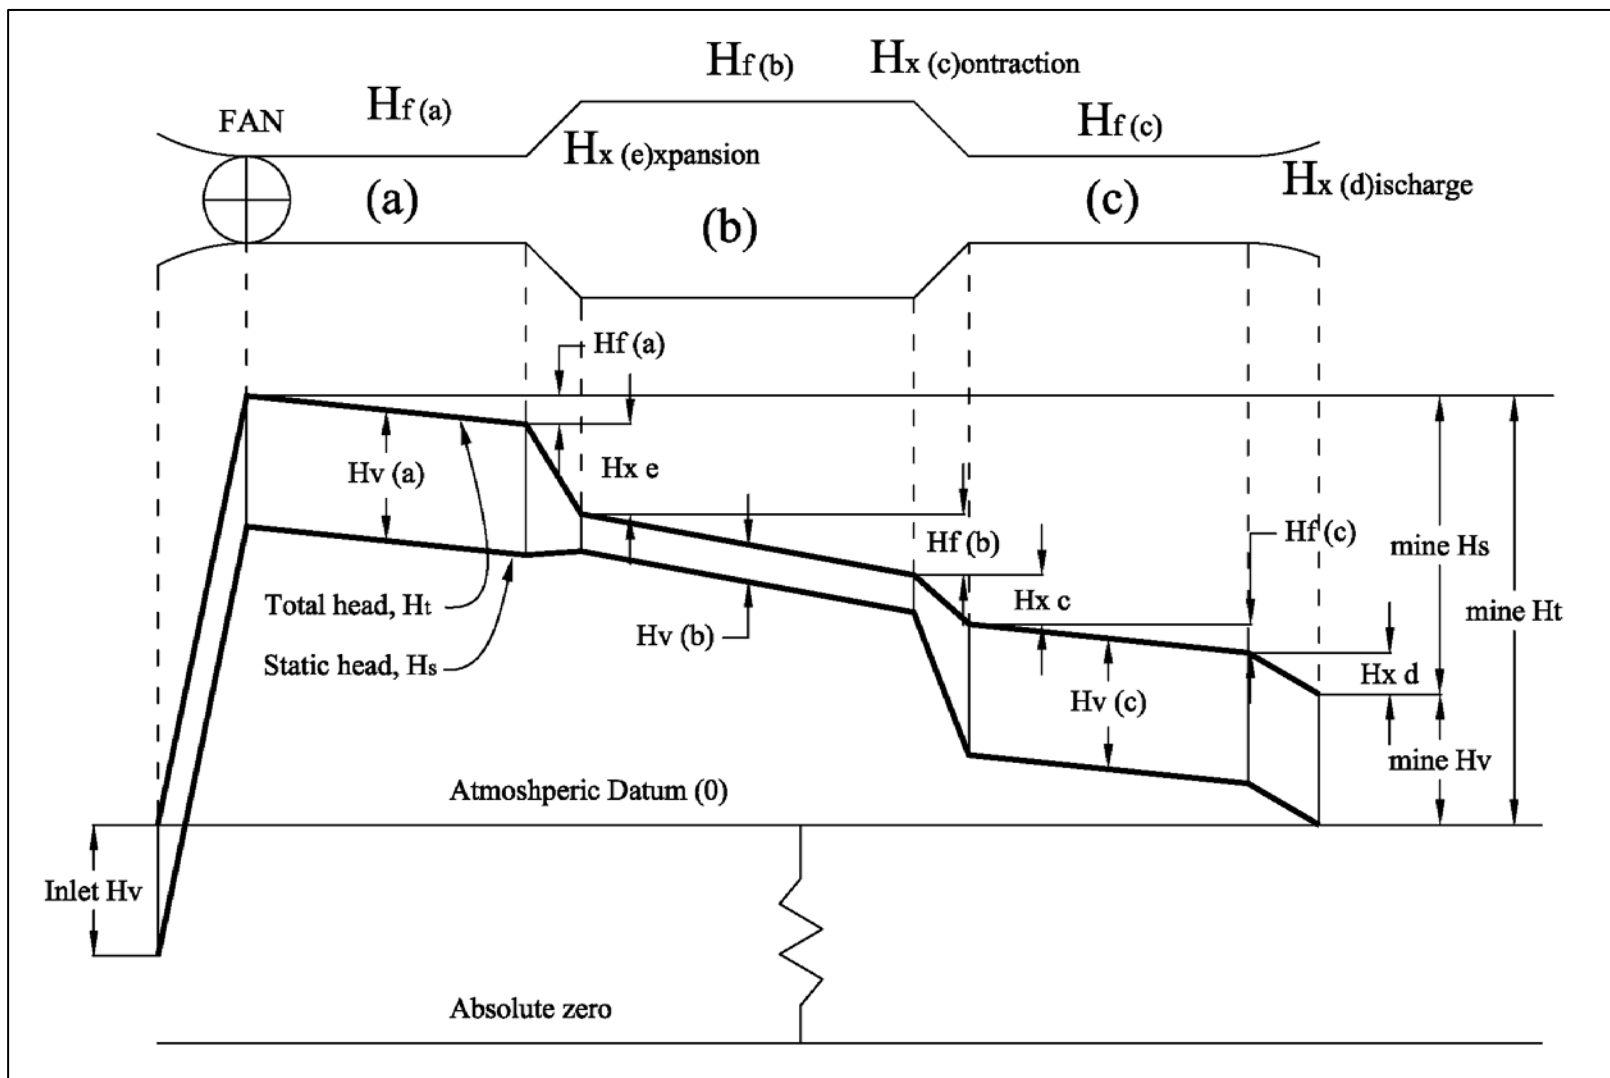 Hf (b)
Hx (c)ontraction
Hf (a)
FAN
Hf (c)
Hx (e)xpansion
Hx (d)ischarge
(a)
(b)
(c)
Hf (a)
Hv (a)
Hx e
Hf (b)
Hf (c)
mine Hs
Total head, Ht
Hx c
mine Ht
Hv (b)
Static head, Hs
Hx d
Hv (c)
mine Hv
Atmoshperic Datum (0)
Inlet Hv
Absolute zero